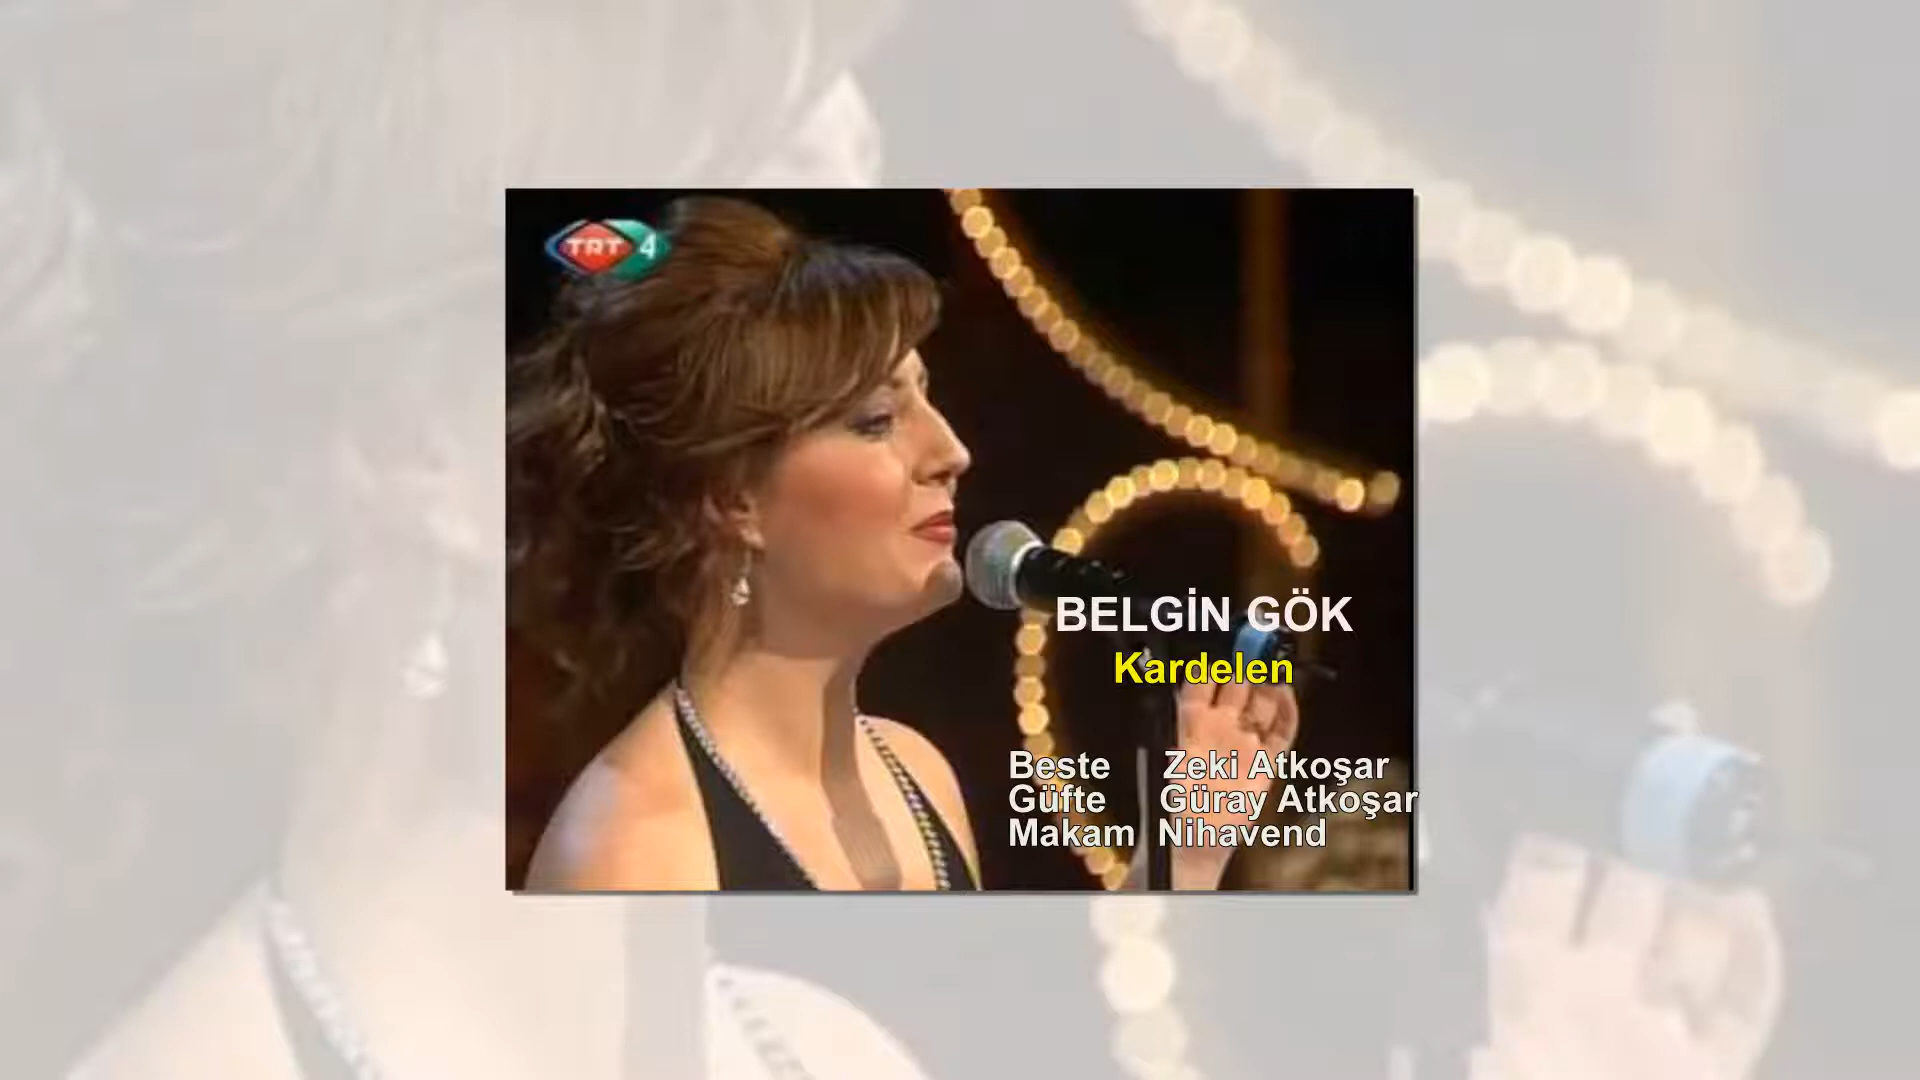 TRT 4
BELGİN GÖK
Kardelen
Beste Zeki Atkoşar
Güfte Güray Atkoşar
Makam Nihavend